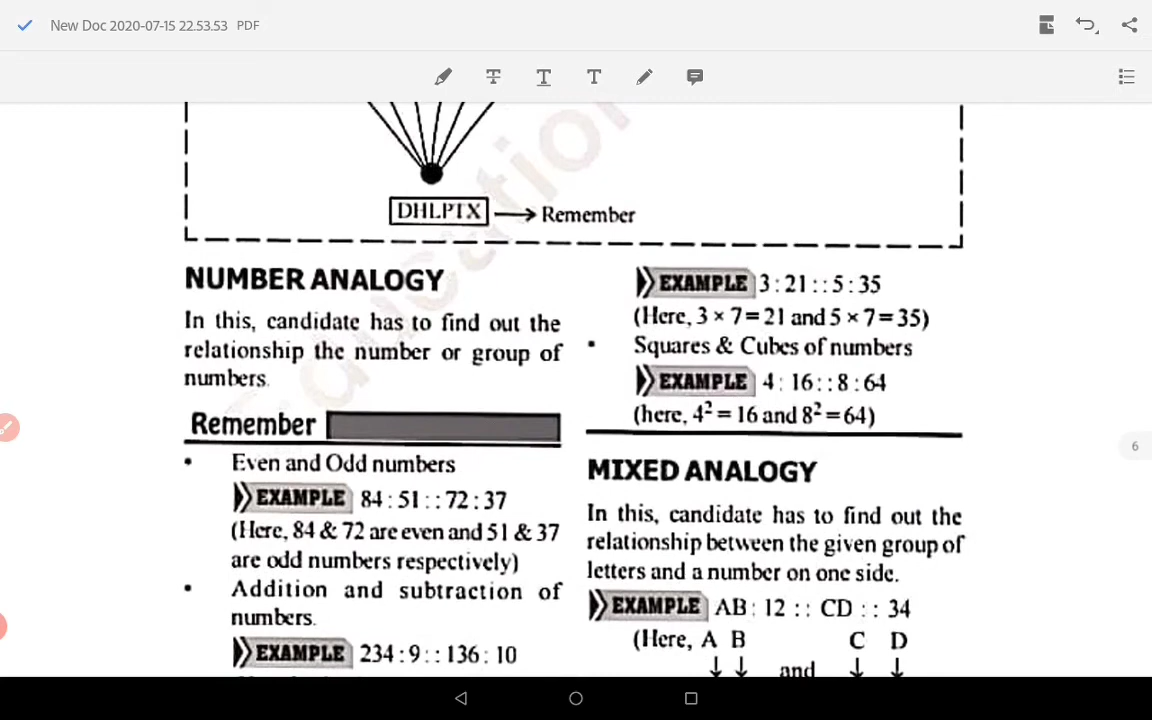 New Doc 2020-07-15 22.53.53 PDF
DHLPTX → Remember
NUMBER ANALOGY
In this, candidate has to find out the
relationship the number or group of
numbers.
Remember
• Even and Odd numbers
EXAMPLE 84 : 51 : : 72 : 37
(Here, 84 & 72 are even and 51 & 37
are odd numbers respectively)
• Addition and subtraction of
numbers.
EXAMPLE 234 : 9 : : 136 : 10
EXAMPLE 3 : 21 : : 5 : 35
(Here, 3 × 7 = 21 and 5 × 7 = 35)
• Squares & Cubes of numbers
EXAMPLE 4 : 16 : : 8 : 64
(here, 4² = 16 and 8² = 64)
MIXED ANALOGY
In this, candidate has to find out the
relationship between the given group of
letters and a number on one side.
EXAMPLE AB : 12 : : CD : : 34
(Here, A B C D
↓ ↓ and ↓ ↓
6